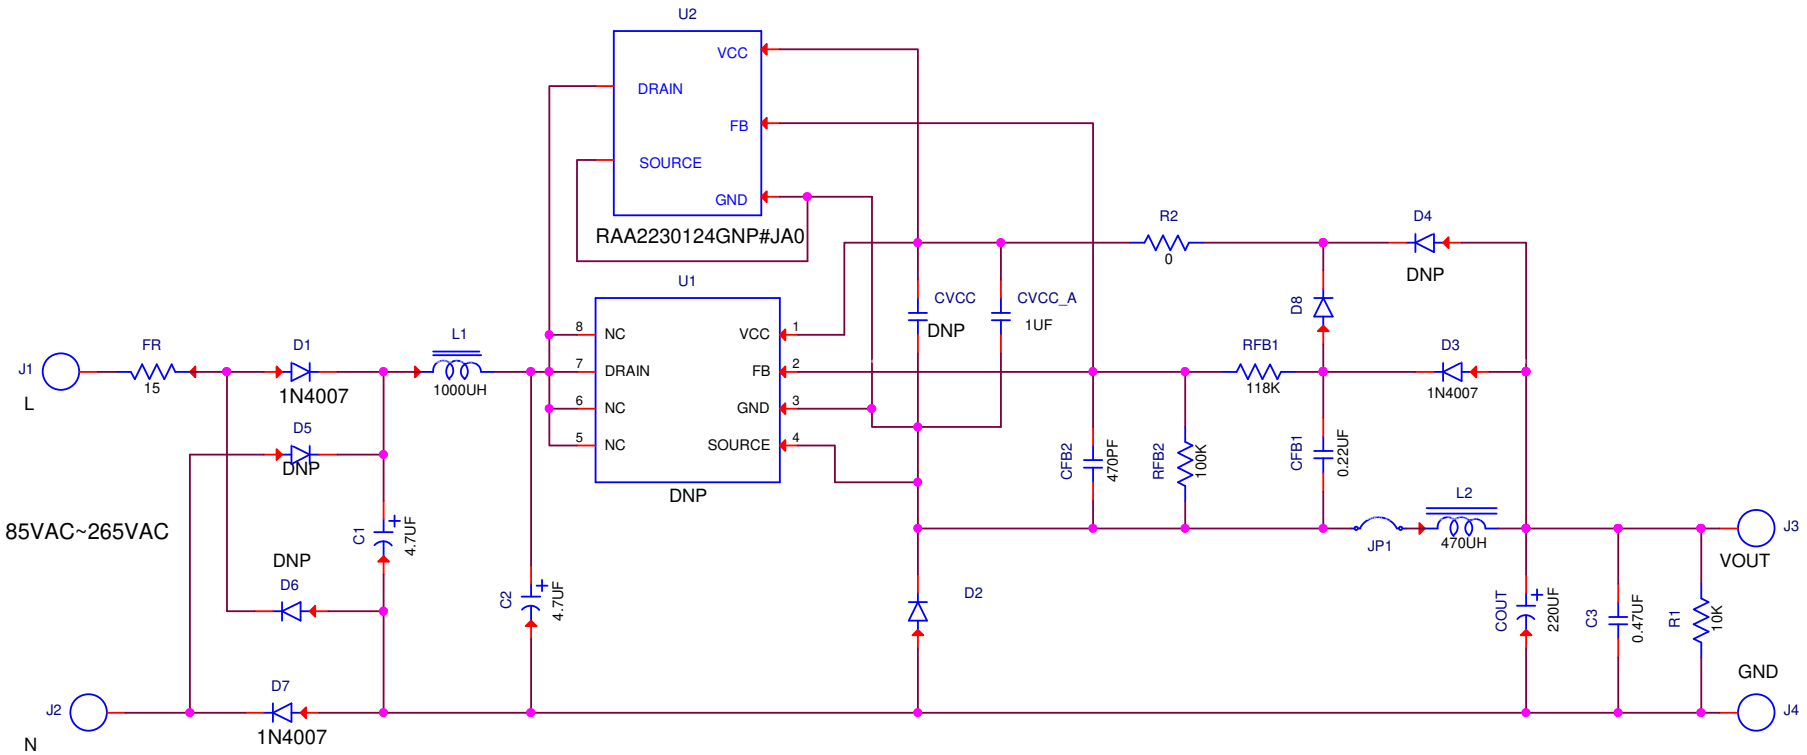 U2
VCC
DRAIN
FB
SOURCE
GND
RAA2230124GNP#JA0
U1
8 NC VCC 1
7 DRAIN FB 2
6 NC GND 3
5 NC SOURCE 4
DNP
J1
L
FR
15
D1
1N4007
D5
DNP
L1
1000UH
85VAC~265VAC
C1
4.7UF
DNP
D6
C2
4.7UF
J2
N
D7
1N4007
CVCC
DNP
CVCC_A
1UF
R2
0
D4
DNP
D8
RFB1
118K
D3
1N4007
CFB2
470PF
RFB2
100K
CFB1
0.22UF
JP1
L2
470UH
D2
COUT
220UF
C3
0.47UF
R1
10K
J3
VOUT
GND
J4